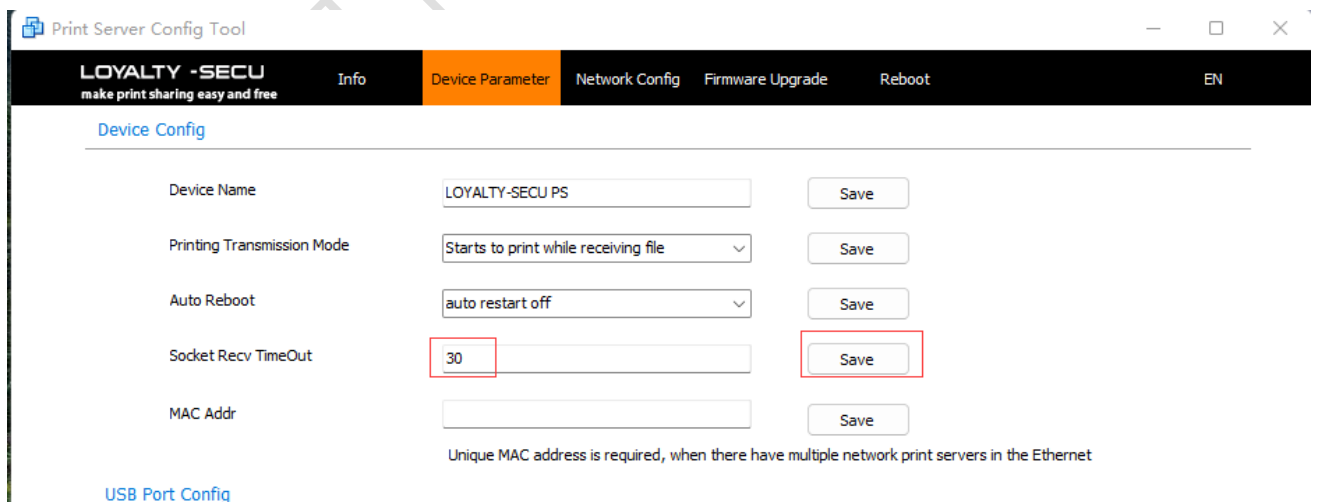 Print Server Config Tool
LOYALTY -SECU
make print sharing easy and free
Info
Device Parameter
Network Config
Firmware Upgrade
Reboot
EN
Device Config
Device Name
LOYALTY-SECU PS
Save
Printing Transmission Mode
Starts to print while receiving file
Save
Auto Reboot
auto restart off
Save
Socket Recv TimeOut
30
Save
MAC Addr
Save
Unique MAC address is required, when there have multiple network print servers in the Ethernet
USB Port Config